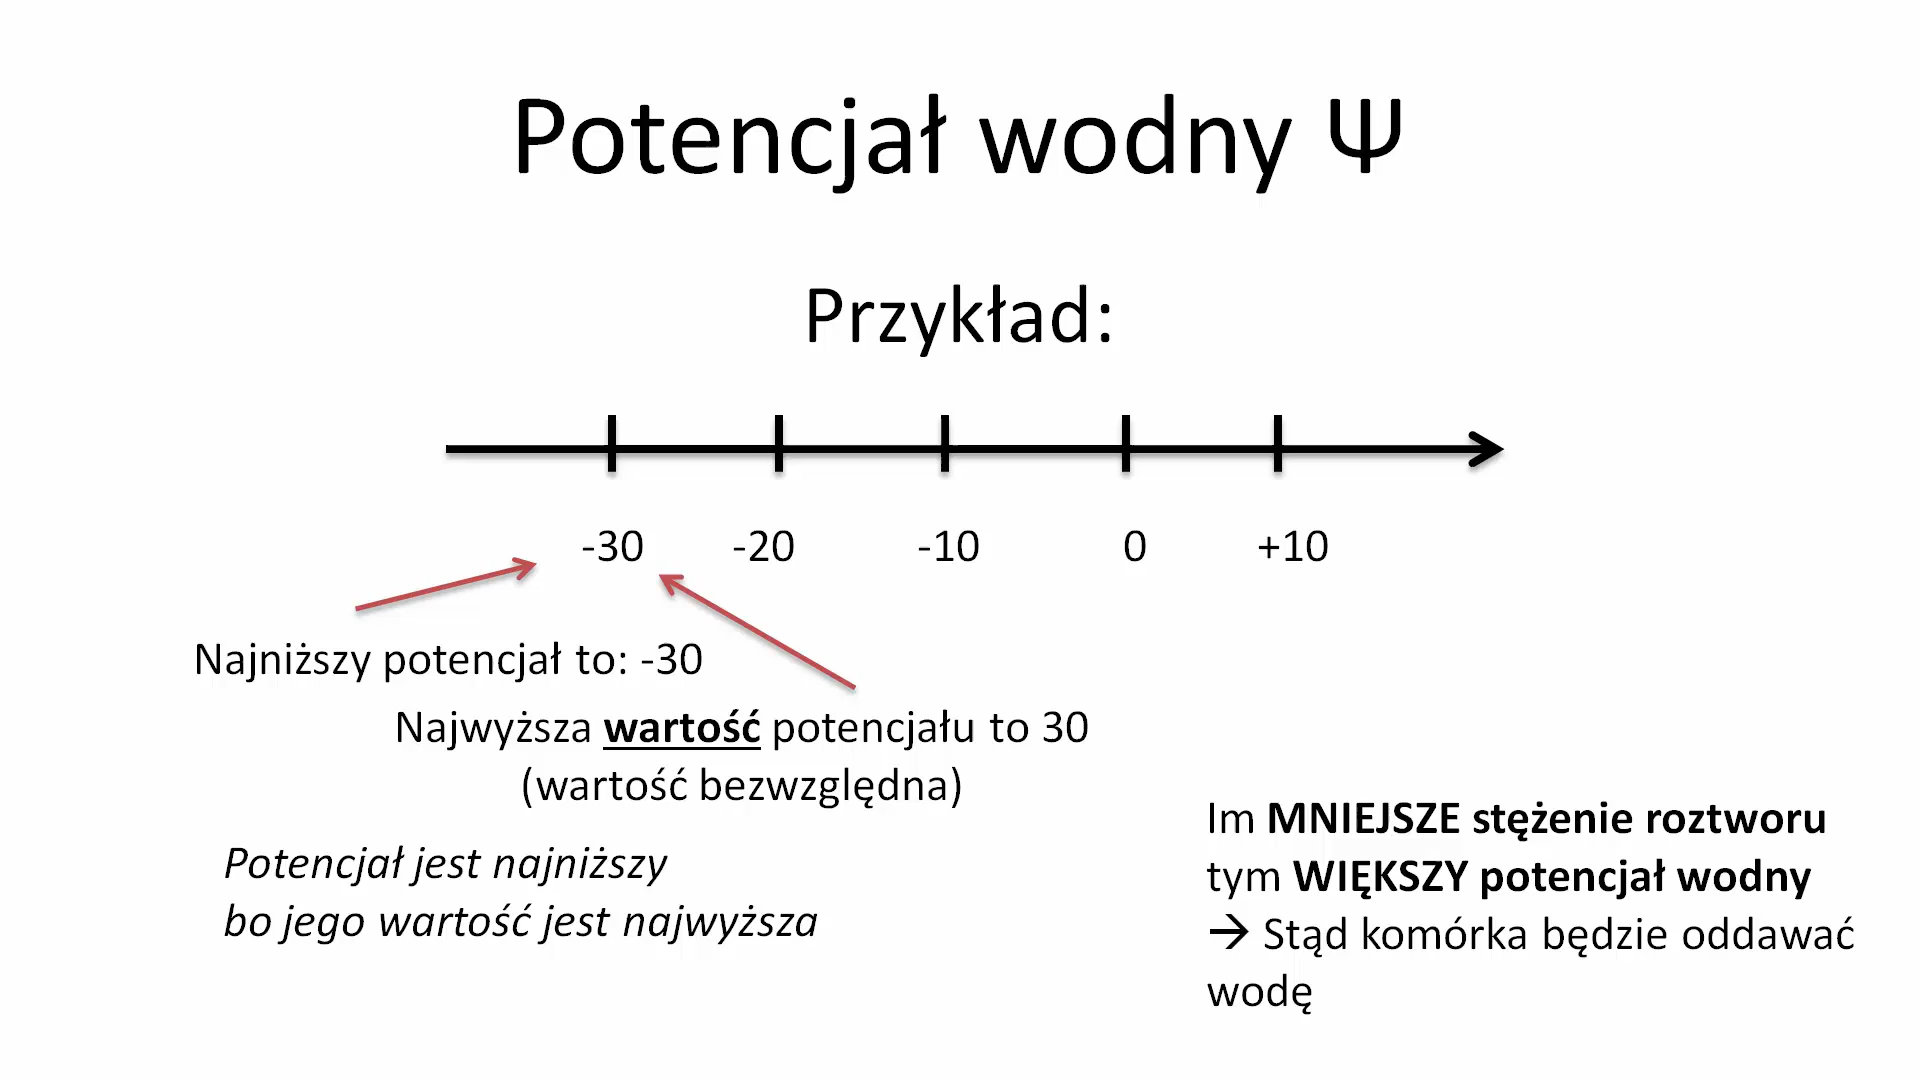 Potencjał wodny Ψ
Przykład:
-30 -20 -10 0 +10
Najniższy potencjał to: -30
Najwyższa wartość potencjału to 30
(wartość bezwzględna)
Potencjał jest najniższy
bo jego wartość jest najwyższa
Im MNIEJSZE stężenie roztworu
tym WIĘKSZY potencjał wodny
→ Stąd komórka będzie oddawać
wodę